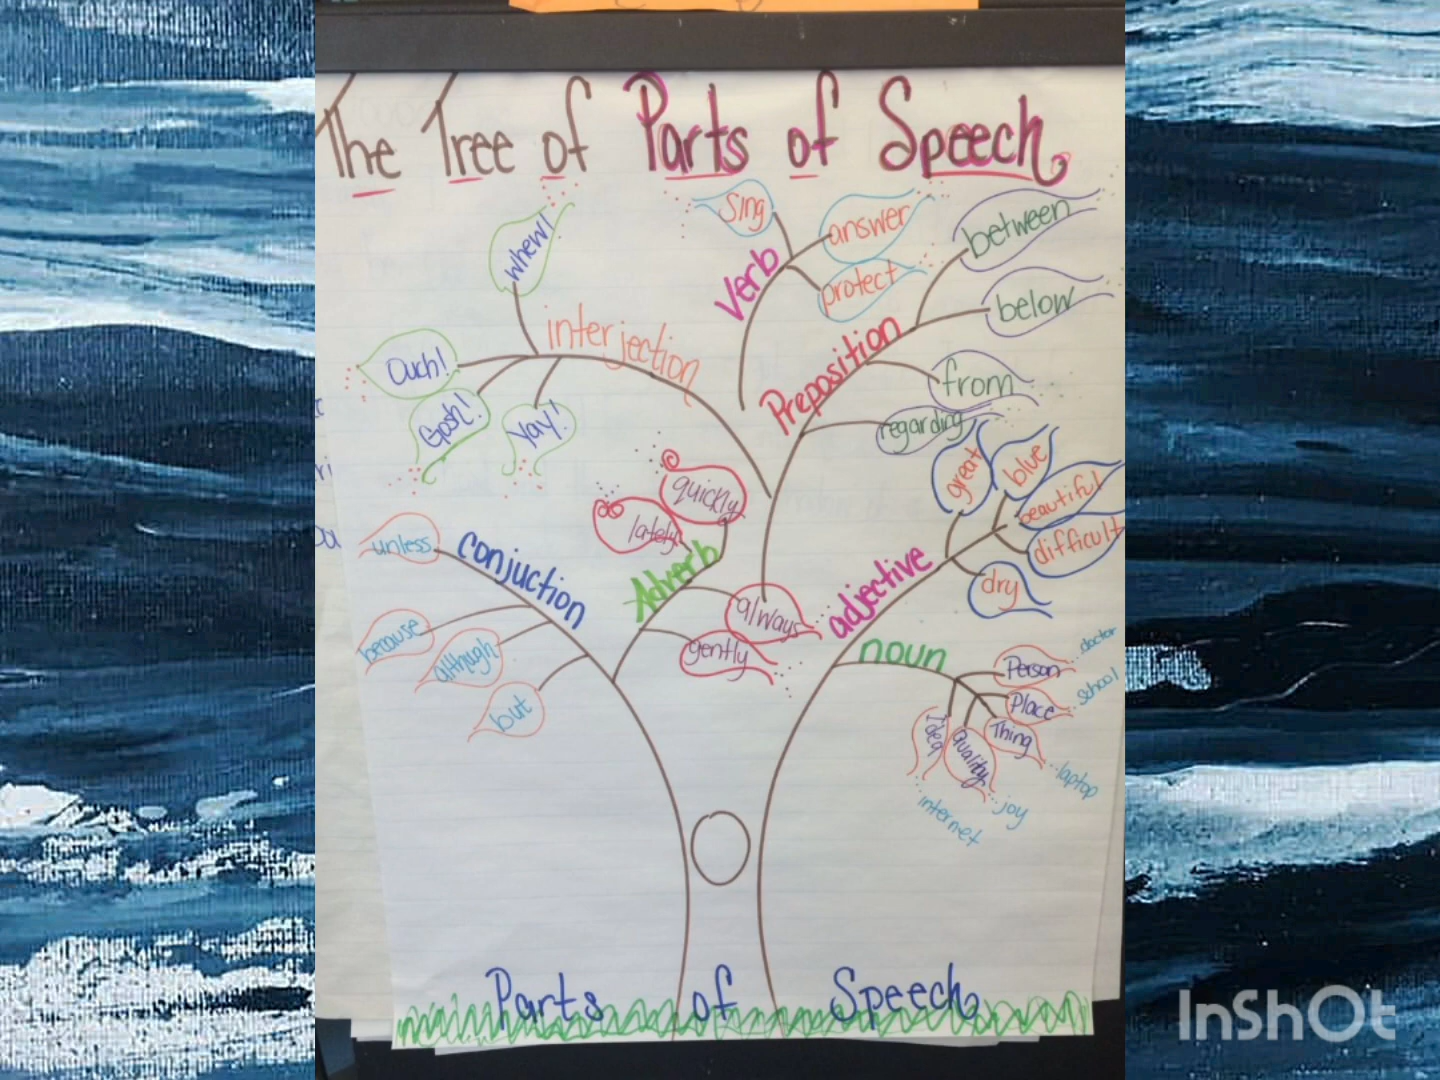 The Tree of Parts of Speech
whew!
Ouch!
Gosh!
Yay!
interjection
Verb
Sing
answer
protect
Preposition
between
below
from
regarding
conjuction
unless
because
although
but
Adverb
quickly
lately
always
gently
adjective
great
blue
beautiful
difficult
dry
noun
Person
doctor
Place
school
Thing
laptop
Quality
joy
Idea
internet
Parts of Speech
InShOt